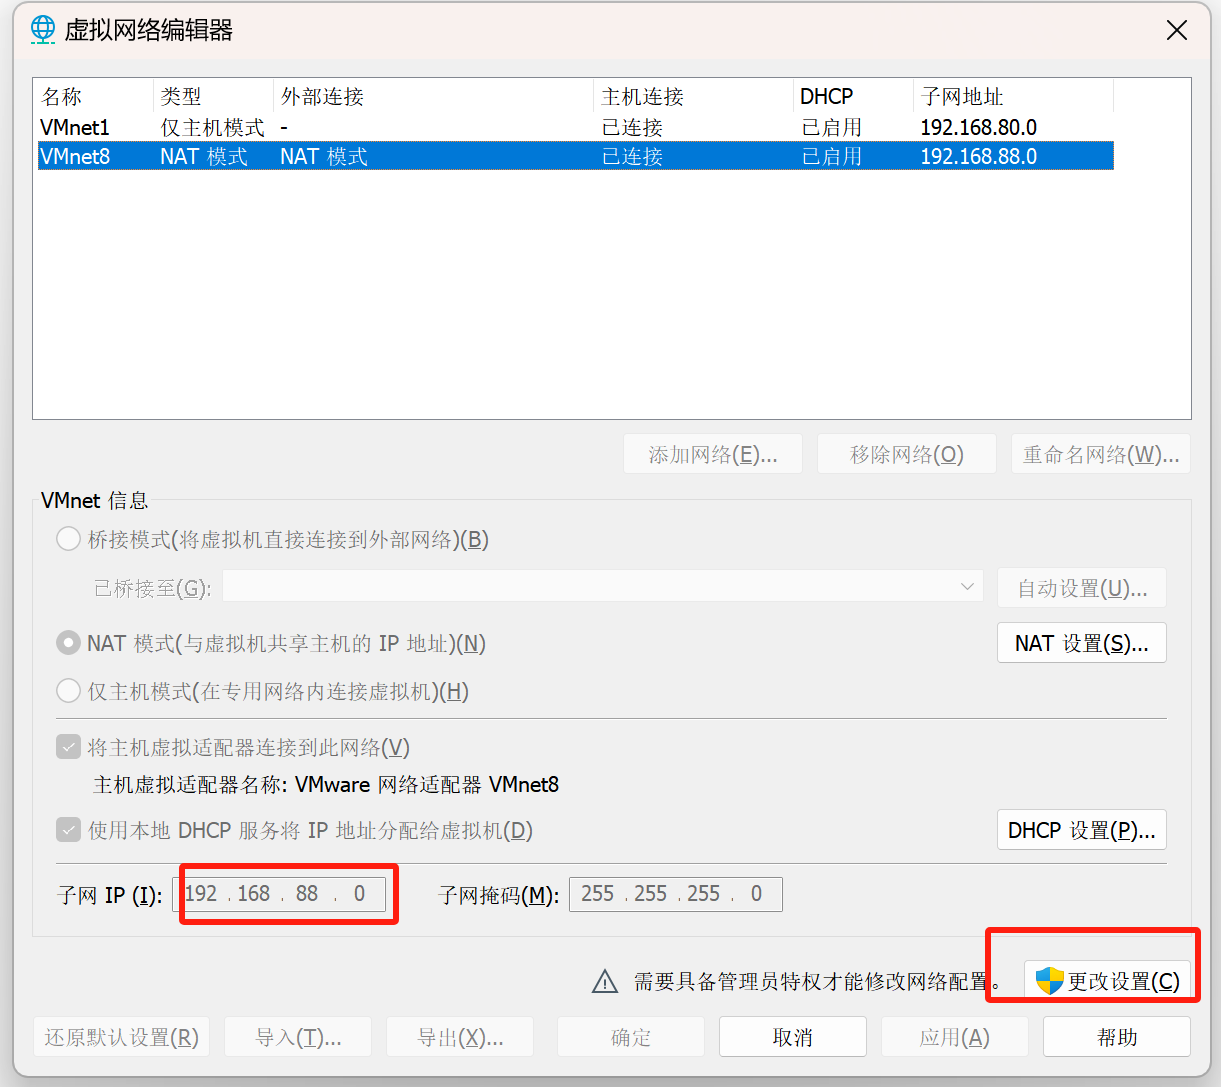 虚拟网络编辑器
名称 类型 外部连接 主机连接 DHCP 子网地址
VMnet1 仅主机模式 - 已连接 已启用 192.168.80.0
VMnet8 NAT 模式 NAT 模式 已连接 已启用 192.168.88.0
添加网络(E)... 移除网络(O) 重命名网络(W)...
VMnet 信息
桥接模式(将虚拟机直接连接到外部网络)(B)
已桥接至(G): 自动设置(U)...
NAT 模式(与虚拟机共享主机的 IP 地址)(N) NAT 设置(S)...
仅主机模式(在专用网络内连接虚拟机)(H)
将主机虚拟适配器连接到此网络(V)
主机虚拟适配器名称: VMware 网络适配器 VMnet8
使用本地 DHCP 服务将 IP 地址分配给虚拟机(D) DHCP 设置(P)...
子网 IP (I): 192 . 168 . 88 . 0 子网掩码(M): 255 . 255 . 255 . 0
需要具备管理员特权才能修改网络配置。 更改设置(C)
还原默认设置(R) 导入(T)... 导出(X)... 确定 取消 应用(A) 帮助